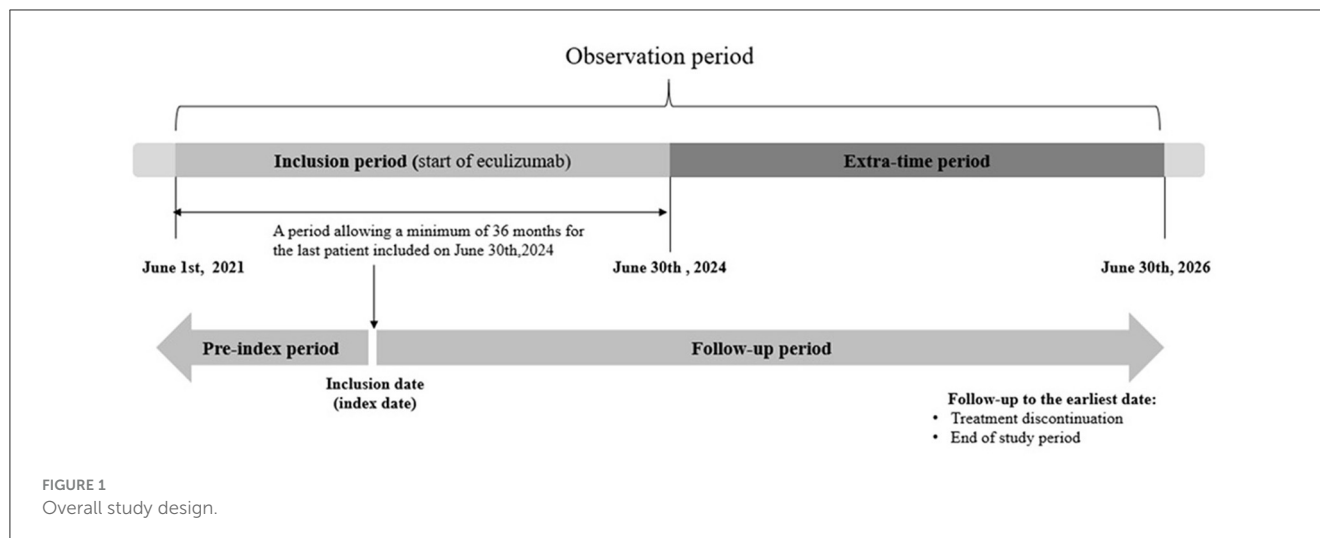 Observation period
Inclusion period (start of eculizumab)
Extra-time period
A period allowing a minimum of 36 months for
the last patient included on June 30th,2024
June 1st, 2021
June 30th , 2024
June 30th, 2026
Pre-index period
Follow-up period
Inclusion date
(index date)
Follow-up to the earliest date:
• Treatment discontinuation
• End of study period
FIGURE 1
Overall study design.